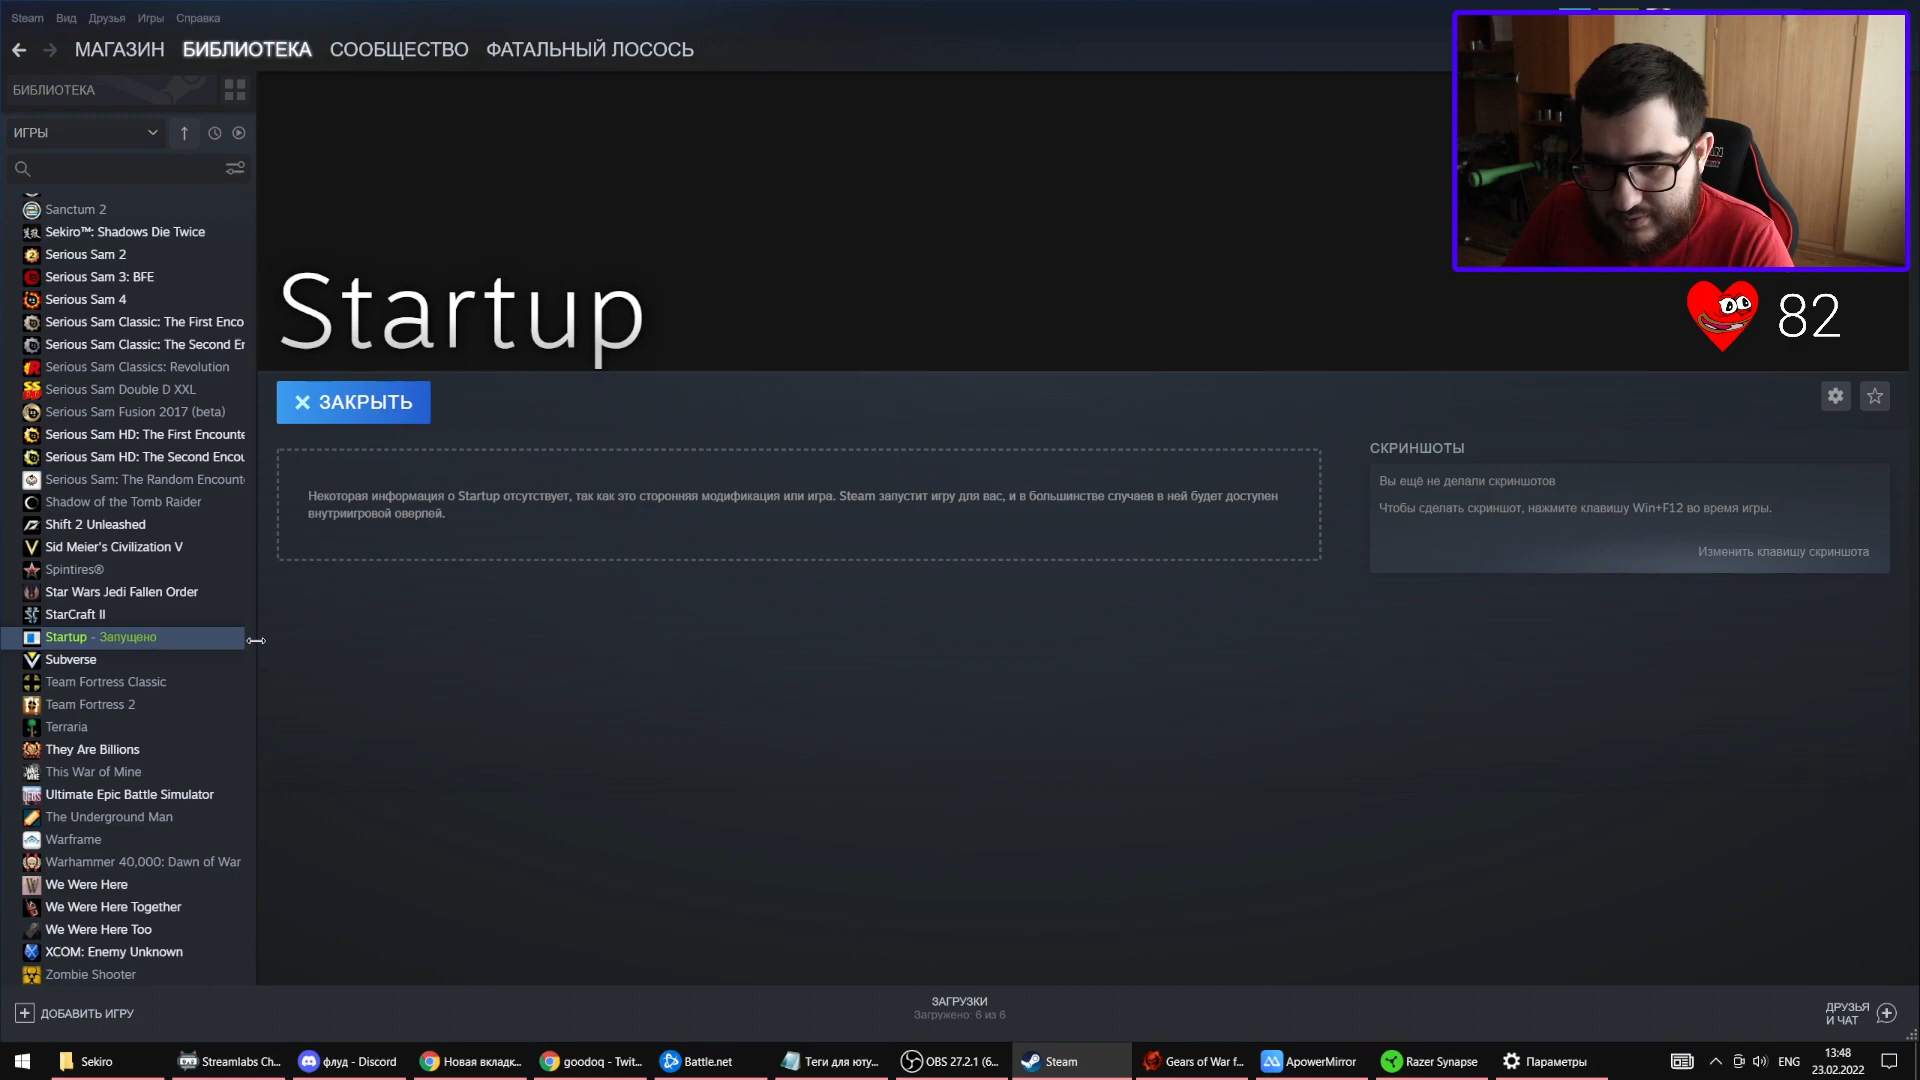 Steam Вид Друзья Игры Справка
МАГАЗИН БИБЛИОТЕКА СООБЩЕСТВО ФАТАЛЬНЫЙ ЛОСОСЬ
БИБЛИОТЕКА
ИГРЫ
Sanctum 2
Sekiro™: Shadows Die Twice
Serious Sam 2
Serious Sam 3: BFE
Serious Sam 4
Serious Sam Classic: The First Enco
Serious Sam Classic: The Second Er
Serious Sam Classics: Revolution
Serious Sam Double D XXL
Serious Sam Fusion 2017 (beta)
Serious Sam HD: The First Encounte
Serious Sam HD: The Second Encou
Serious Sam: The Random Encount
Shadow of the Tomb Raider
Shift 2 Unleashed
Sid Meier's Civilization V
Spintires®
Star Wars Jedi Fallen Order
StarCraft II
Startup - Запущено
Subverse
Team Fortress Classic
Team Fortress 2
Terraria
They Are Billions
This War of Mine
Ultimate Epic Battle Simulator
The Underground Man
Warframe
Warhammer 40,000: Dawn of War
We Were Here
We Were Here Together
We Were Here Too
XCOM: Enemy Unknown
Zombie Shooter
Startup
82
ЗАКРЫТЬ
Некоторая информация о Startup отсутствует, так как это сторонняя модификация или игра. Steam запустит игру для вас, и в большинстве случаев в ней будет доступен
внутриигровой оверлей.
СКРИНШОТЫ
Вы ещё не делали скриншотов
Чтобы сделать скриншот, нажмите клавишу Win+F12 во время игры.
Изменить клавишу скриншота
ДОБАВИТЬ ИГРУ
ЗАГРУЗКИ
Загружено: 6 из 6
ДРУЗЬЯ
И ЧАТ
Sekiro
Streamlabs Ch...
флуд - Discord
Новая вкладк...
goodoq - Twit...
Battle.net
Теги для юту...
OBS 27.2.1 (6...
Steam
Gears of War f...
ApowerMirror
Razer Synapse
Параметры
ENG
13:48
23.02.2022